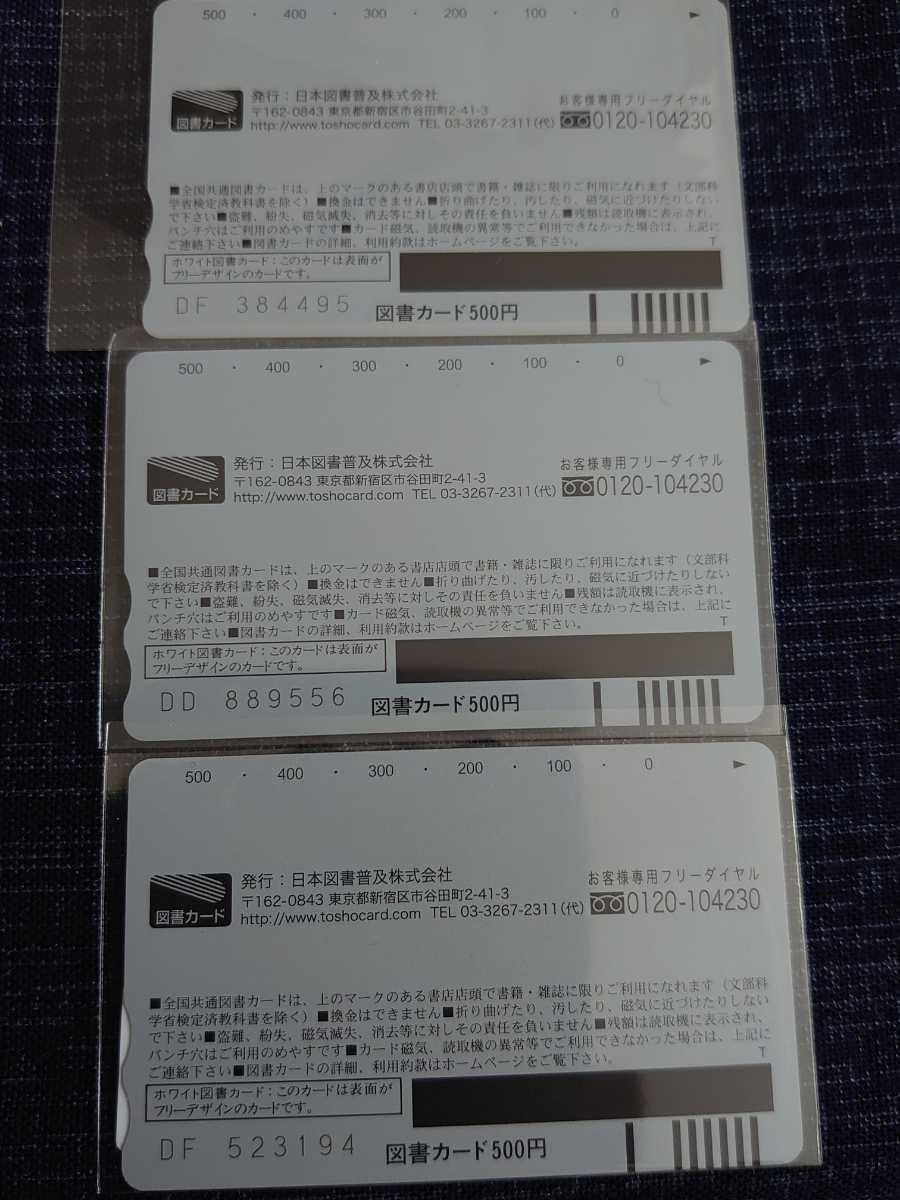 500 ・ 400 ・ 300 ・ 200 ・ 100 ・ 0 ▶
図書カード
発行：日本図書普及株式会社
〒162-0843 東京都新宿区市谷田町2-41-3
http://www.toshocard.com TEL 03-3267-2311(代)
お客様専用フリーダイヤル
0120-104230
■全国共通図書カードは、上のマークのある書店店頭で書籍・雑誌に限りご利用になれます（文部科
学省検定済教科書を除く）■換金はできません■折り曲げたり、汚したり、磁気に近づけたりしない
で下さい■盗難、紛失、磁気滅失、消去等に対しその責任を負いません■残額は読取機に表示され、
パンチ穴はご利用のめやすです■カード磁気、読取機の異常等でご利用できなかった場合は、上記に
ご連絡下さい■図書カードの詳細、利用約款はホームページをご覧下さい。
T
ホワイト図書カード：このカードは表面が
フリーデザインのカードです。
DF 384495
図書カード500円
500 ・ 400 ・ 300 ・ 200 ・ 100 ・ 0 ▶
図書カード
発行：日本図書普及株式会社
〒162-0843 東京都新宿区市谷田町2-41-3
http://www.toshocard.com TEL 03-3267-2311(代)
お客様専用フリーダイヤル
0120-104230
■全国共通図書カードは、上のマークのある書店店頭で書籍・雑誌に限りご利用になれます（文部科
学省検定済教科書を除く）■換金はできません■折り曲げたり、汚したり、磁気に近づけたりしない
で下さい■盗難、紛失、磁気滅失、消去等に対しその責任を負いません■残額は読取機に表示され、
パンチ穴はご利用のめやすです■カード磁気、読取機の異常等でご利用できなかった場合は、上記に
ご連絡下さい■図書カードの詳細、利用約款はホームページをご覧下さい。
T
ホワイト図書カード：このカードは表面が
フリーデザインのカードです。
DD 889556
図書カード500円
500 ・ 400 ・ 300 ・ 200 ・ 100 ・ 0 ▶
図書カード
発行：日本図書普及株式会社
〒162-0843 東京都新宿区市谷田町2-41-3
http://www.toshocard.com TEL 03-3267-2311(代)
お客様専用フリーダイヤル
0120-104230
■全国共通図書カードは、上のマークのある書店店頭で書籍・雑誌に限りご利用になれます（文部科
学省検定済教科書を除く）■換金はできません■折り曲げたり、汚したり、磁気に近づけたりしない
で下さい■盗難、紛失、磁気滅失、消去等に対しその責任を負いません■残額は読取機に表示され、
パンチ穴はご利用のめやすです■カード磁気、読取機の異常等でご利用できなかった場合は、上記に
ご連絡下さい■図書カードの詳細、利用約款はホームページをご覧下さい。
T
ホワイト図書カード：このカードは表面が
フリーデザインのカードです。
DF 523194
図書カード500円